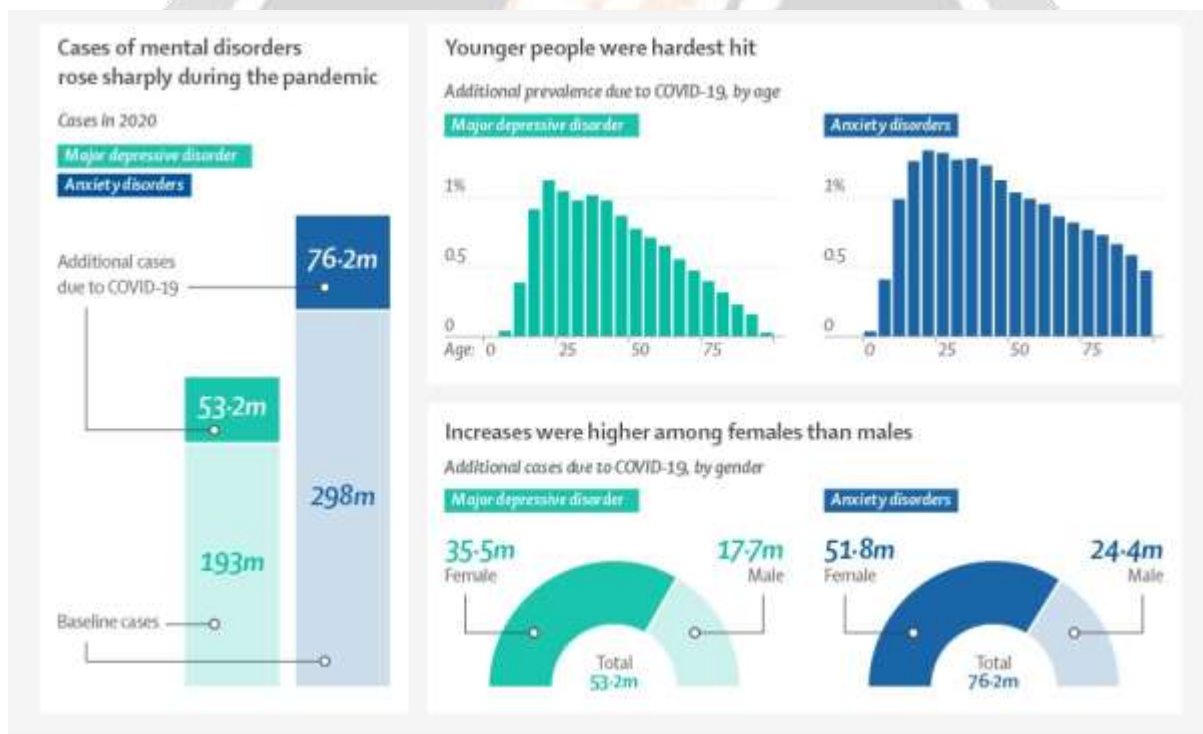 Cases of mental disorders
rose sharply during the pandemic
Cases in 2020
Major depressive disorder
Anxiety disorders
Additional cases
due to COVID-19
76·2m
53·2m
298m
193m
Baseline cases
Younger people were hardest hit
Additional prevalence due to COVID-19, by age
Major depressive disorder
1%
0.5
0
Age: 0 25 50 75
Anxiety disorders
1%
0.5
0
0 25 50 75
Increases were higher among females than males
Additional cases due to COVID-19, by gender
Major depressive disorder
35·5m 17·7m
Female Male
Total
53·2m
Anxiety disorders
51·8m 24·4m
Female Male
Total
76·2m